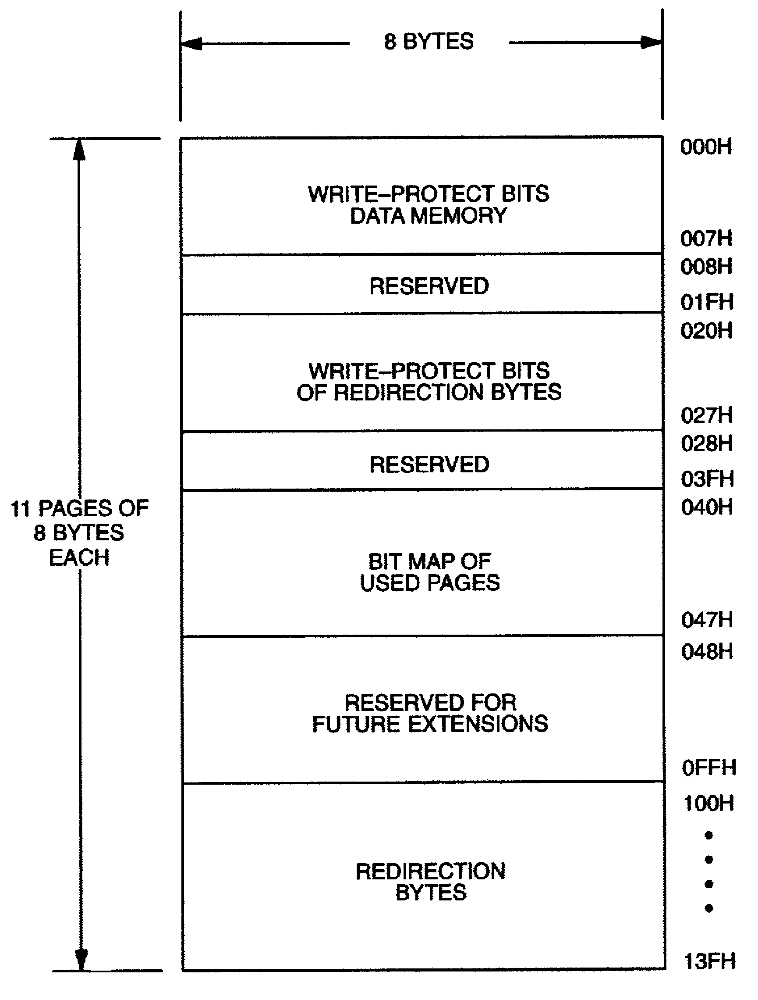 8 BYTES
000H
WRITE–PROTECT BITS
DATA MEMORY
007H
008H
RESERVED
01FH
020H
WRITE–PROTECT BITS
OF REDIRECTION BYTES
027H
028H
RESERVED
03FH
040H
11 PAGES OF
8 BYTES
EACH
BIT MAP OF
USED PAGES
047H
048H
RESERVED FOR
FUTURE EXTENSIONS
0FFH
100H
REDIRECTION
BYTES
13FH